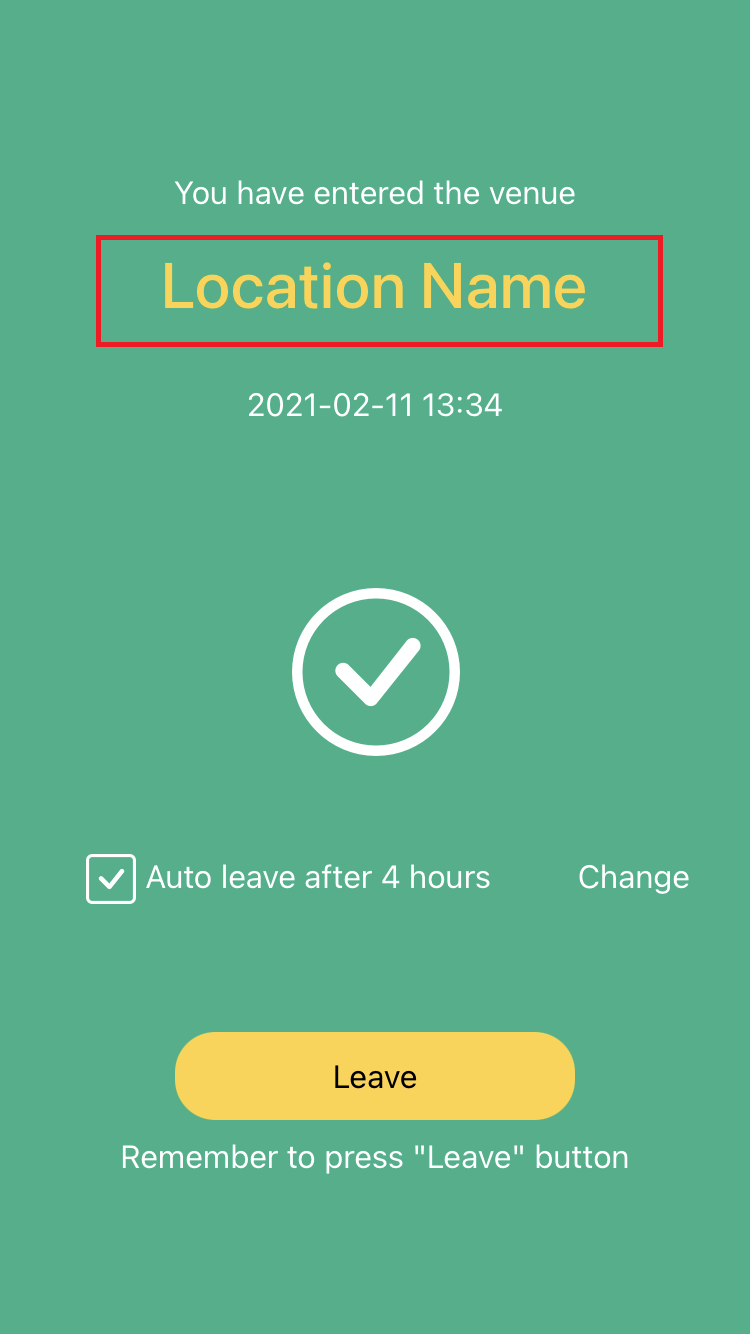 You have entered the venue
Location Name
2021-02-11 13:34
Auto leave after 4 hours Change
Leave
Remember to press "Leave" button